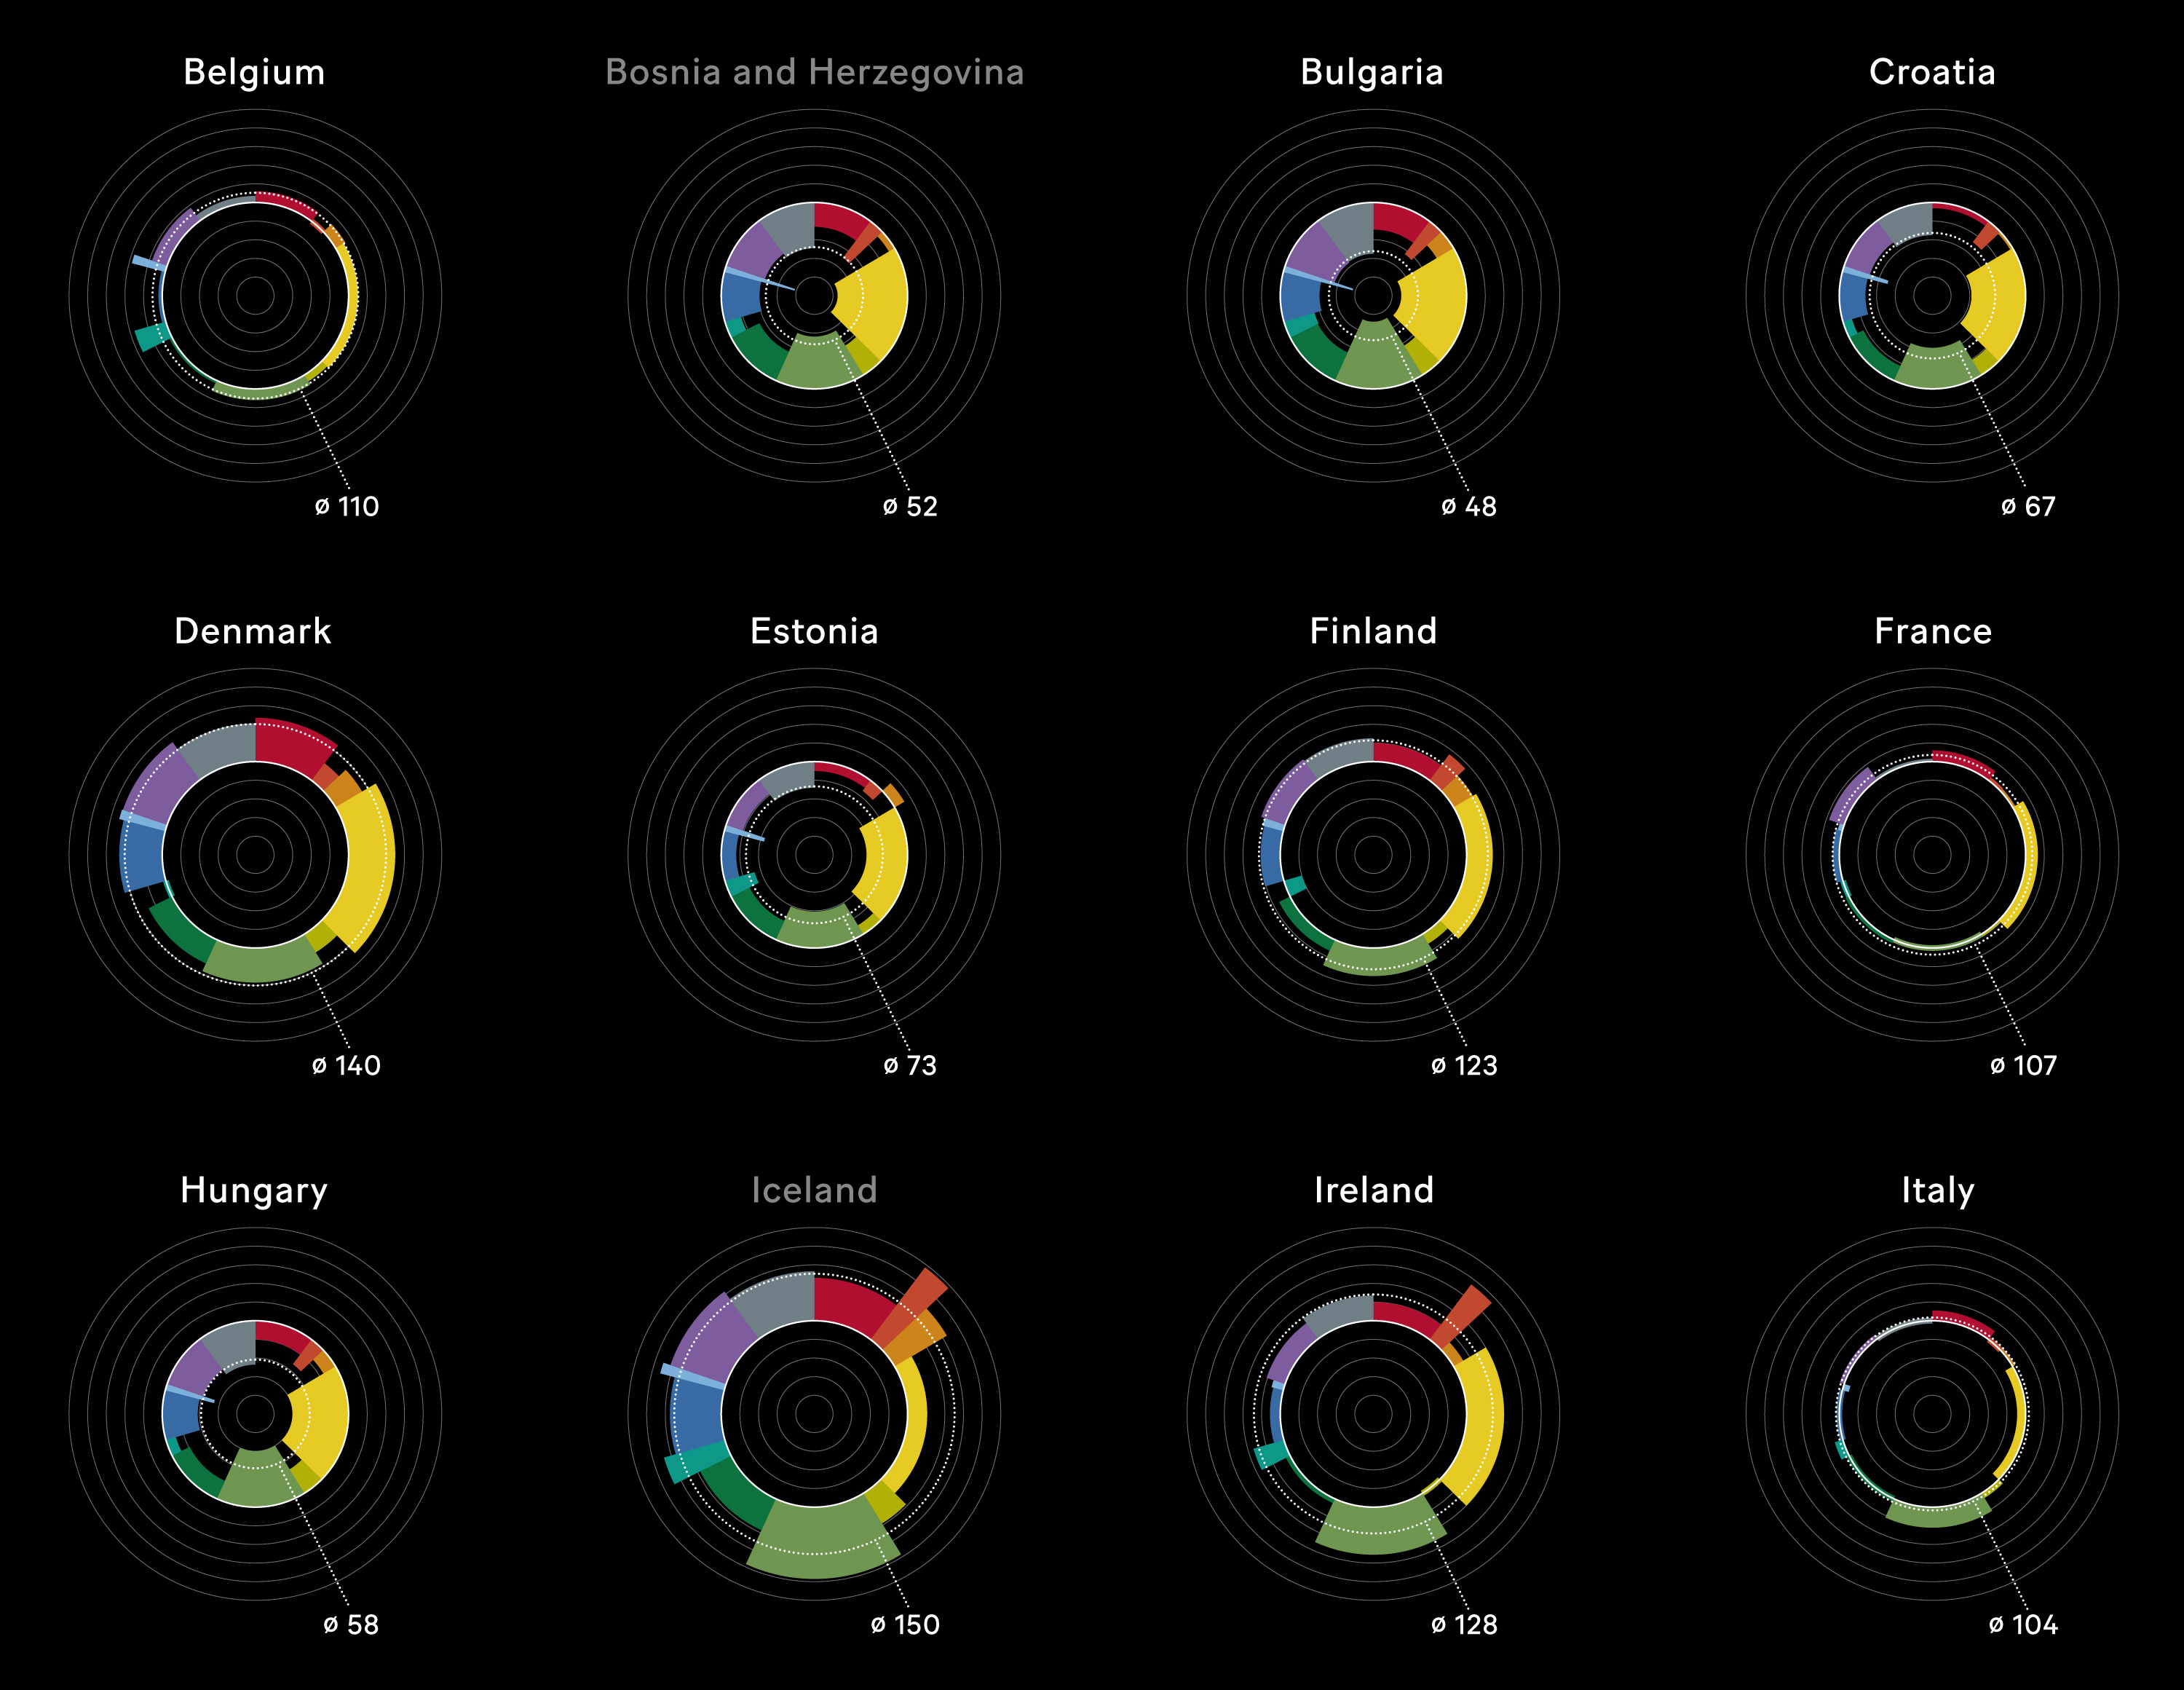 Belgium
Bosnia and Herzegovina
Bulgaria
Croatia
ø 110
ø 52
ø 48
ø 67
Denmark
Estonia
Finland
France
ø 140
ø 73
ø 123
ø 107
Hungary
Iceland
Ireland
Italy
ø 58
ø 150
ø 128
ø 104